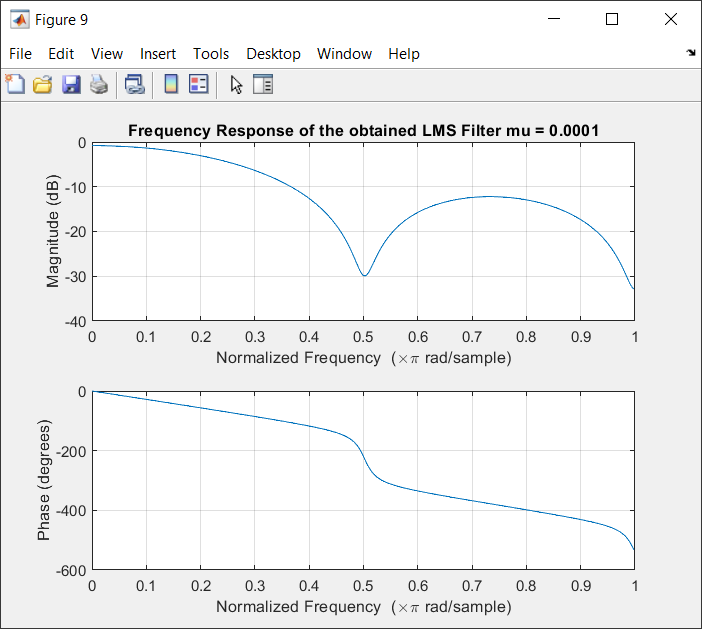 Figure 9
File Edit View Insert Tools Desktop Window Help
Frequency Response of the obtained LMS Filter mu = 0.0001
0
-10
-20
-30
-40
Magnitude (dB)
0 0.1 0.2 0.3 0.4 0.5 0.6 0.7 0.8 0.9 1
Normalized Frequency (×π rad/sample)
0
-200
-400
-600
Phase (degrees)
0 0.1 0.2 0.3 0.4 0.5 0.6 0.7 0.8 0.9 1
Normalized Frequency (×π rad/sample)